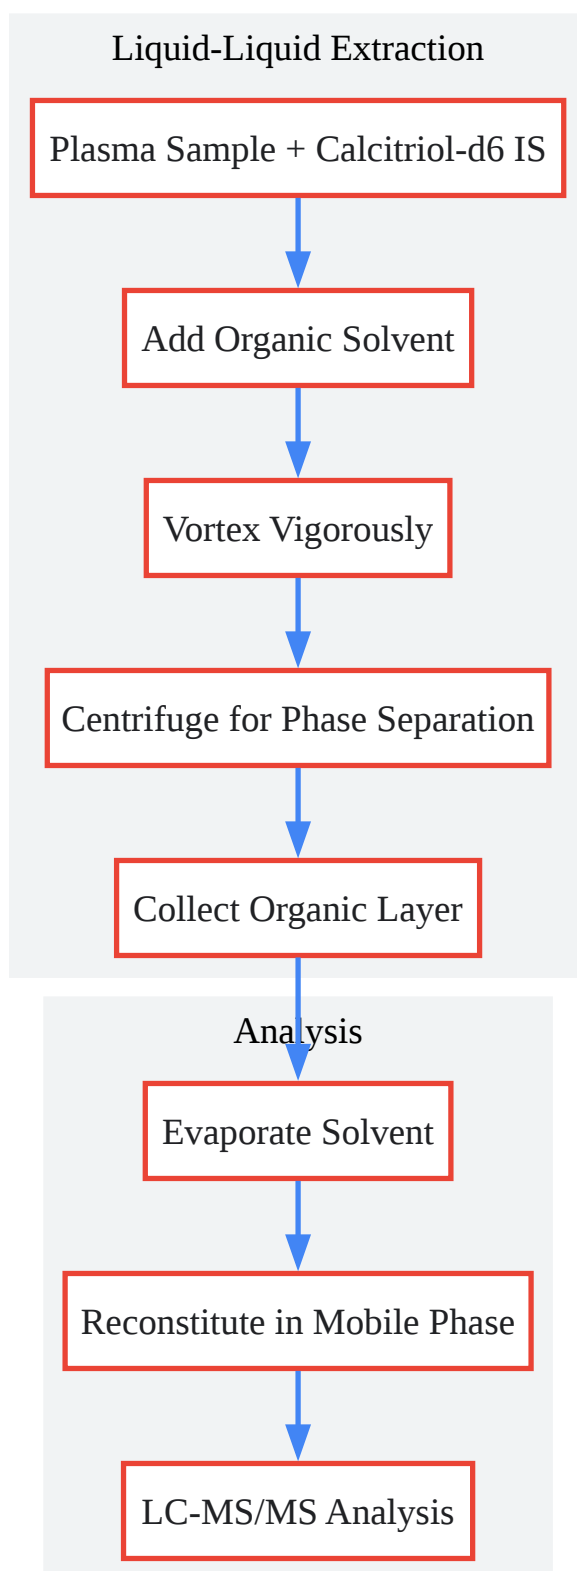 Liquid-Liquid Extraction
Plasma Sample + Calcitriol-d6 IS
Add Organic Solvent
Vortex Vigorously
Centrifuge for Phase Separation
Collect Organic Layer
Analysis
Evaporate Solvent
Reconstitute in Mobile Phase
LC-MS/MS Analysis